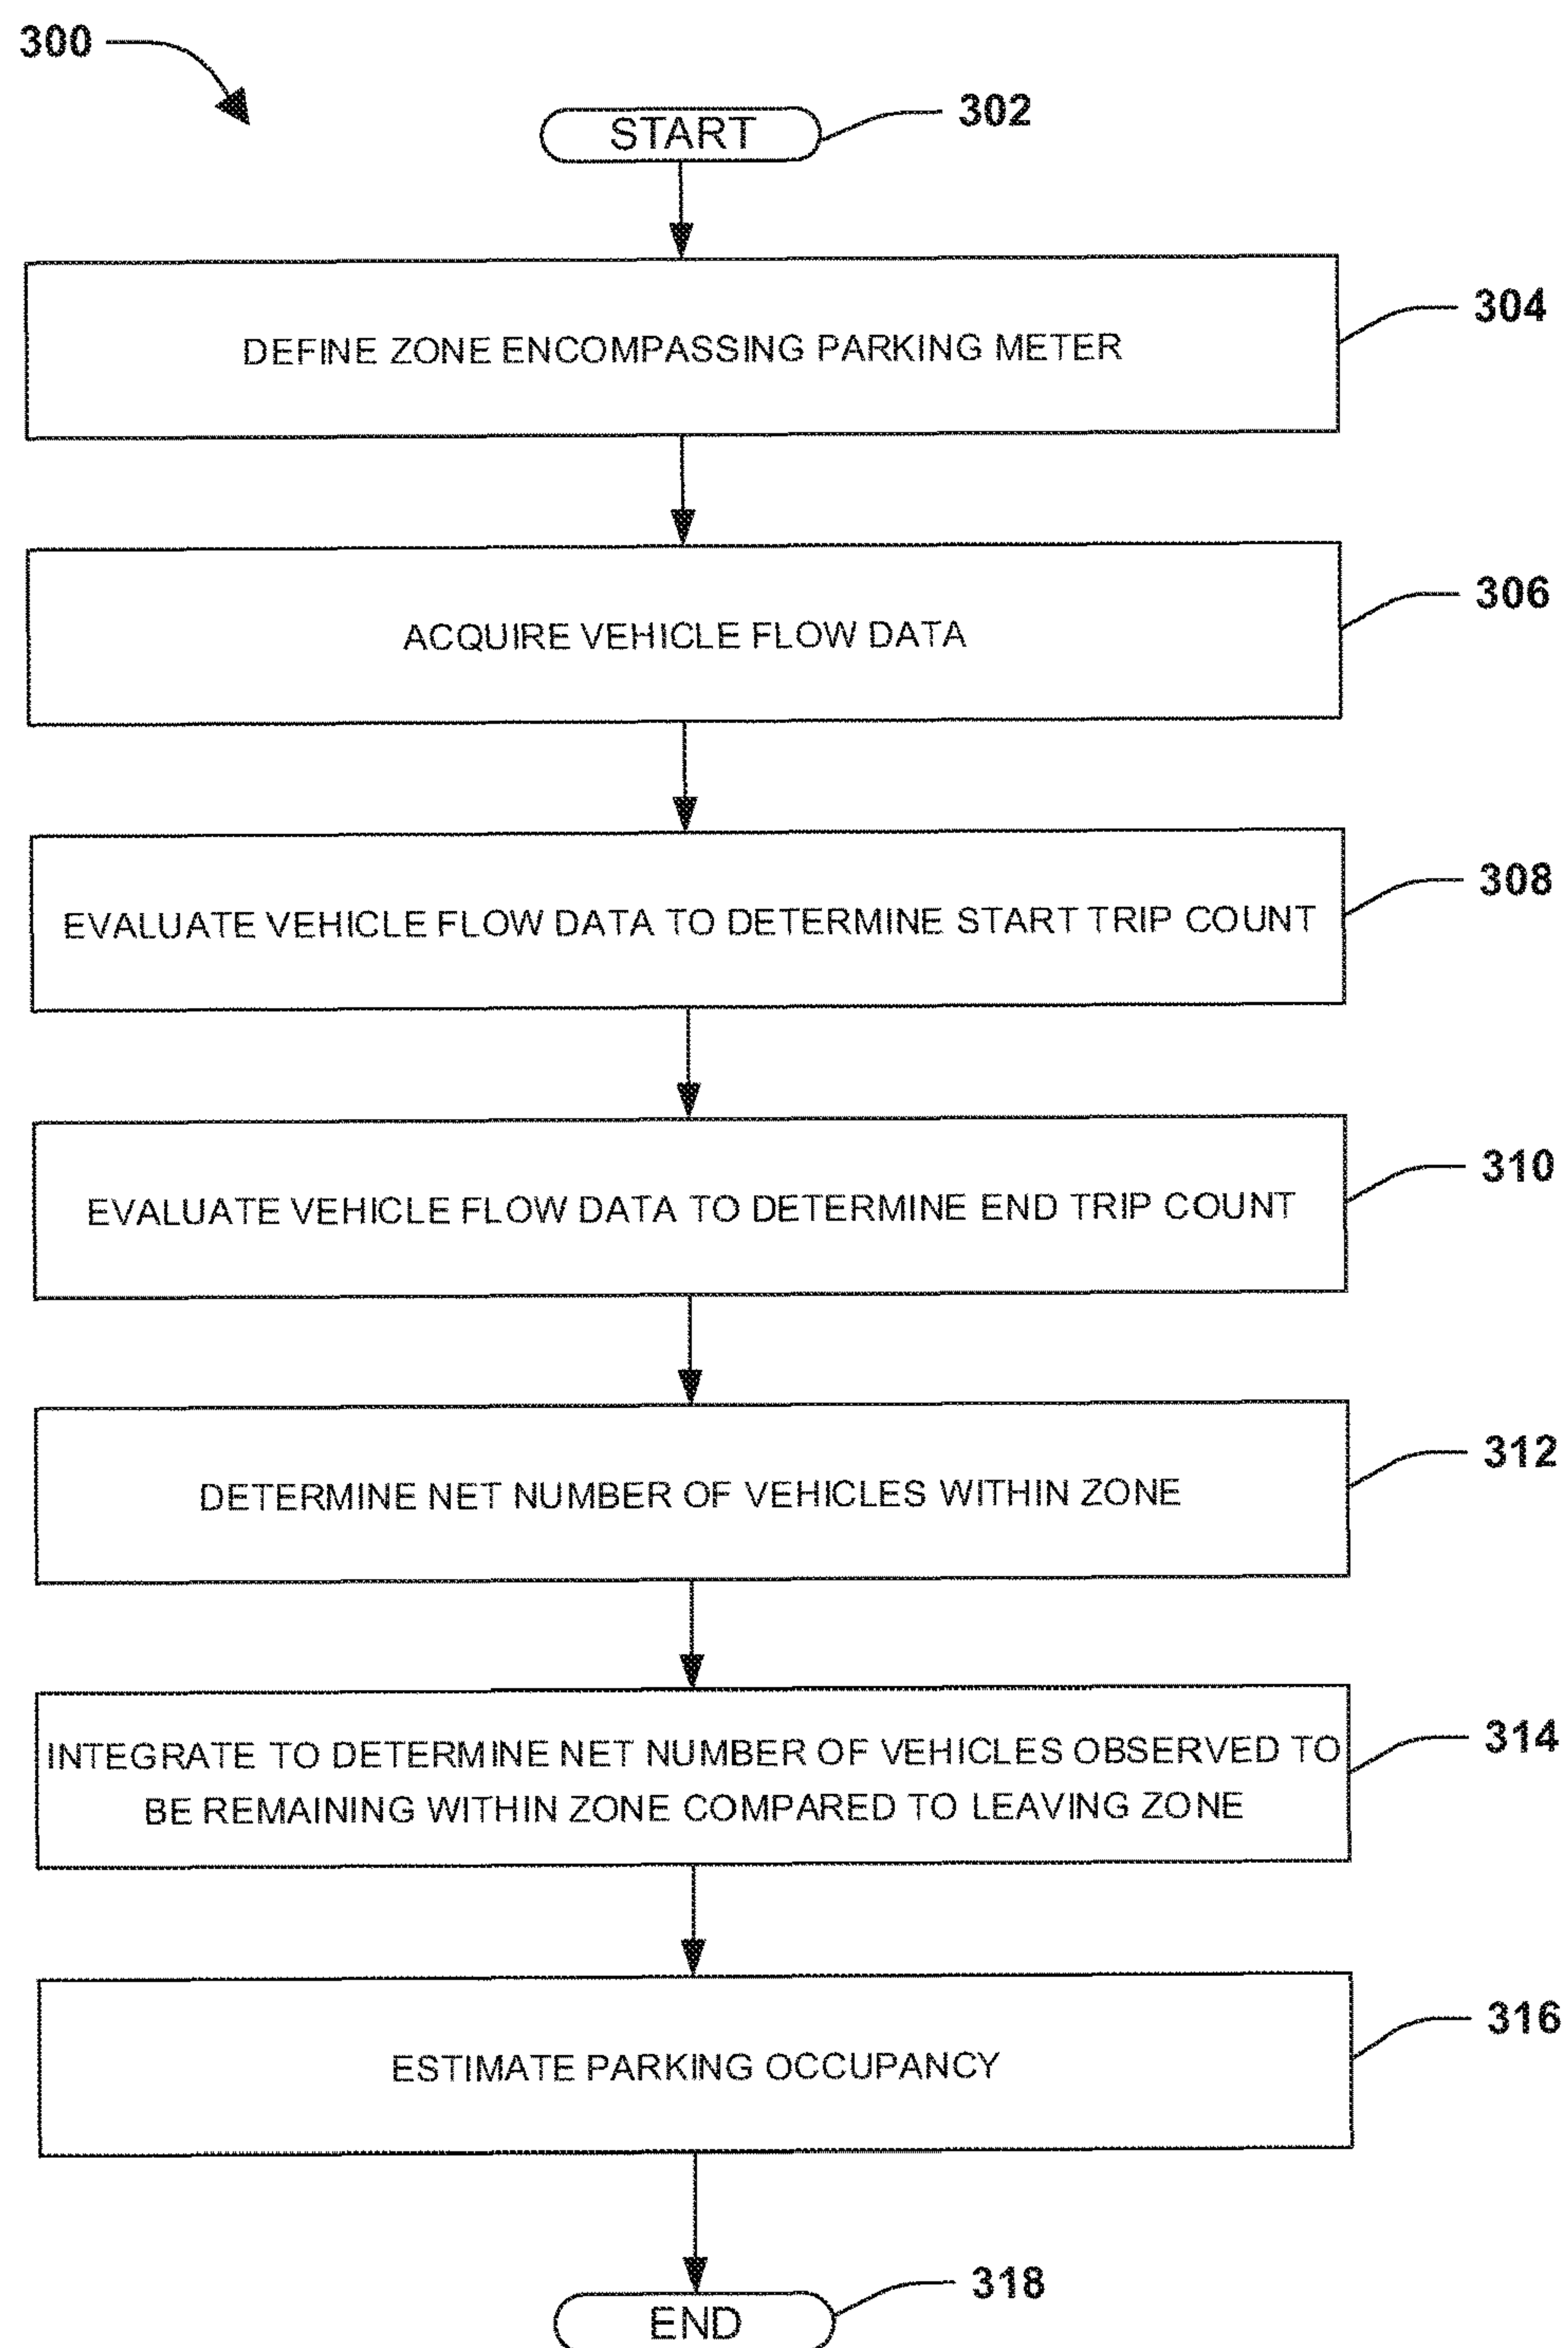 300
START
302
DEFINE ZONE ENCOMPASSING PARKING METER
304
ACQUIRE VEHICLE FLOW DATA
306
EVALUATE VEHICLE FLOW DATA TO DETERMINE START TRIP COUNT
308
EVALUATE VEHICLE FLOW DATA TO DETERMINE END TRIP COUNT
310
DETERMINE NET NUMBER OF VEHICLES WITHIN ZONE
312
INTEGRATE TO DETERMINE NET NUMBER OF VEHICLES OBSERVED TO
BE REMAINING WITHIN ZONE COMPARED TO LEAVING ZONE
314
ESTIMATE PARKING OCCUPANCY
316
END
318